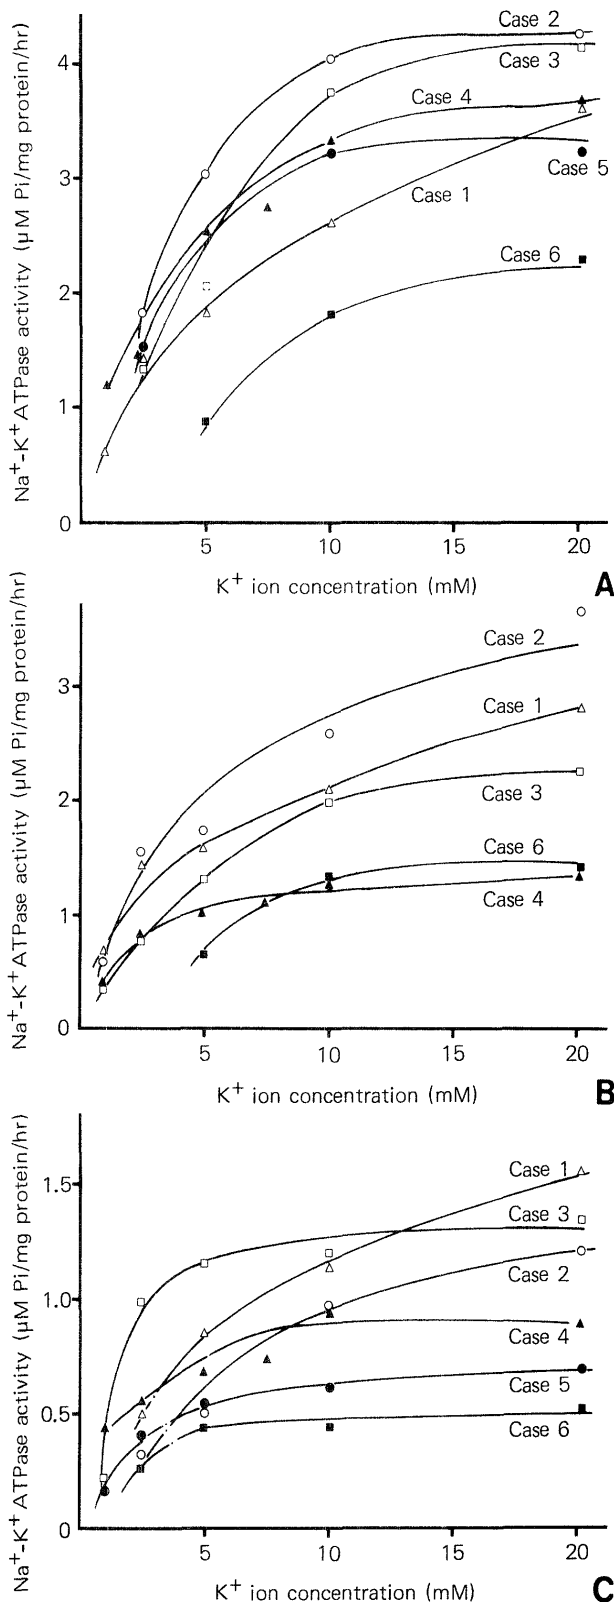 Na+-K+ATPase activity (μM Pi/mg protein/hr)
Case 2
4
Case 3
Case 4
3
Case 5
Case 1
2
Case 6
1
0
5
10
15
20
K+ ion concentration (mM)
A
Na+-K+ATPase activity (μM Pi/mg protein/hr)
Case 2
3
Case 1
2
Case 3
Case 6
1
Case 4
0
5
10
15
20
K+ ion concentration (mM)
B
Na+-K+ATPase activity (μM Pi/mg protein/hr)
Case 1
1.5
Case 3
Case 2
1.0
Case 4
Case 5
0.5
Case 6
0
5
10
15
20
K+ ion concentration (mM)
C